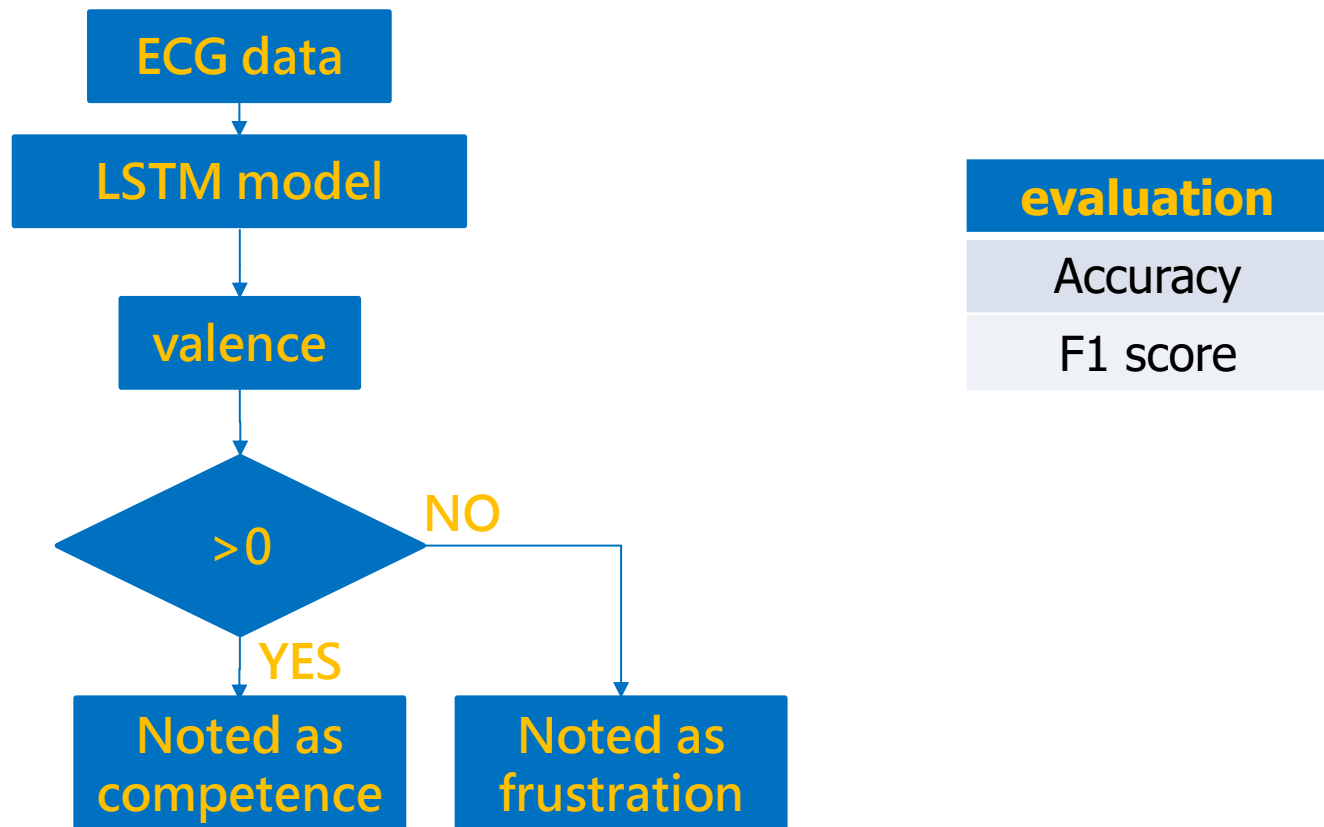 ECG data
LSTM model
valence
>0
NO
YES
Noted as
competence
Noted as
frustration
evaluation
Accuracy
F1 score